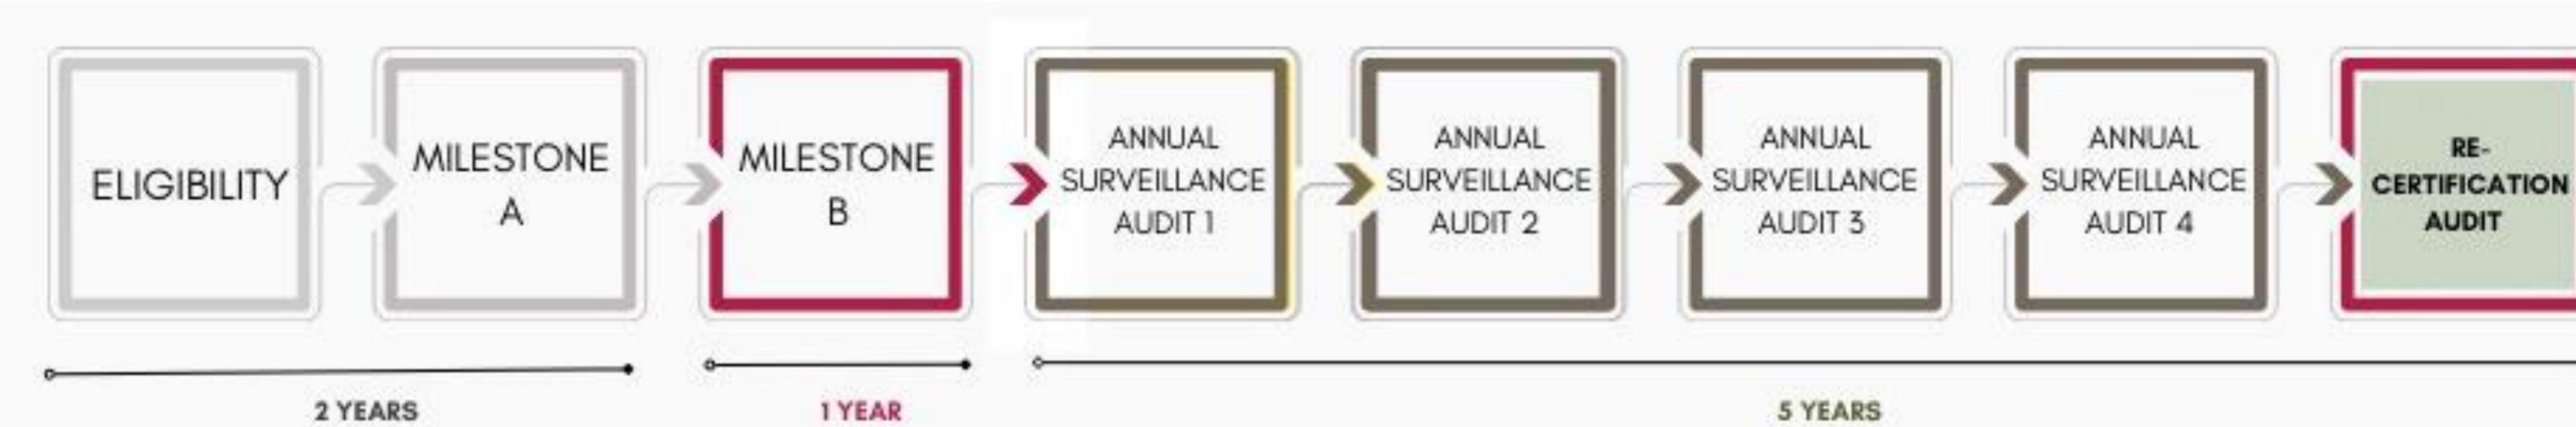 ELIGIBILITY
MILESTONE
A
MILESTONE
B
ANNUAL
SURVEILLANCE
AUDIT 1
ANNUAL
SURVEILLANCE
AUDIT 2
ANNUAL
SURVEILLANCE
AUDIT 3
ANNUAL
SURVEILLANCE
AUDIT 4
RE-
CERTIFICATION
AUDIT
2 YEARS
1 YEAR
5 YEARS